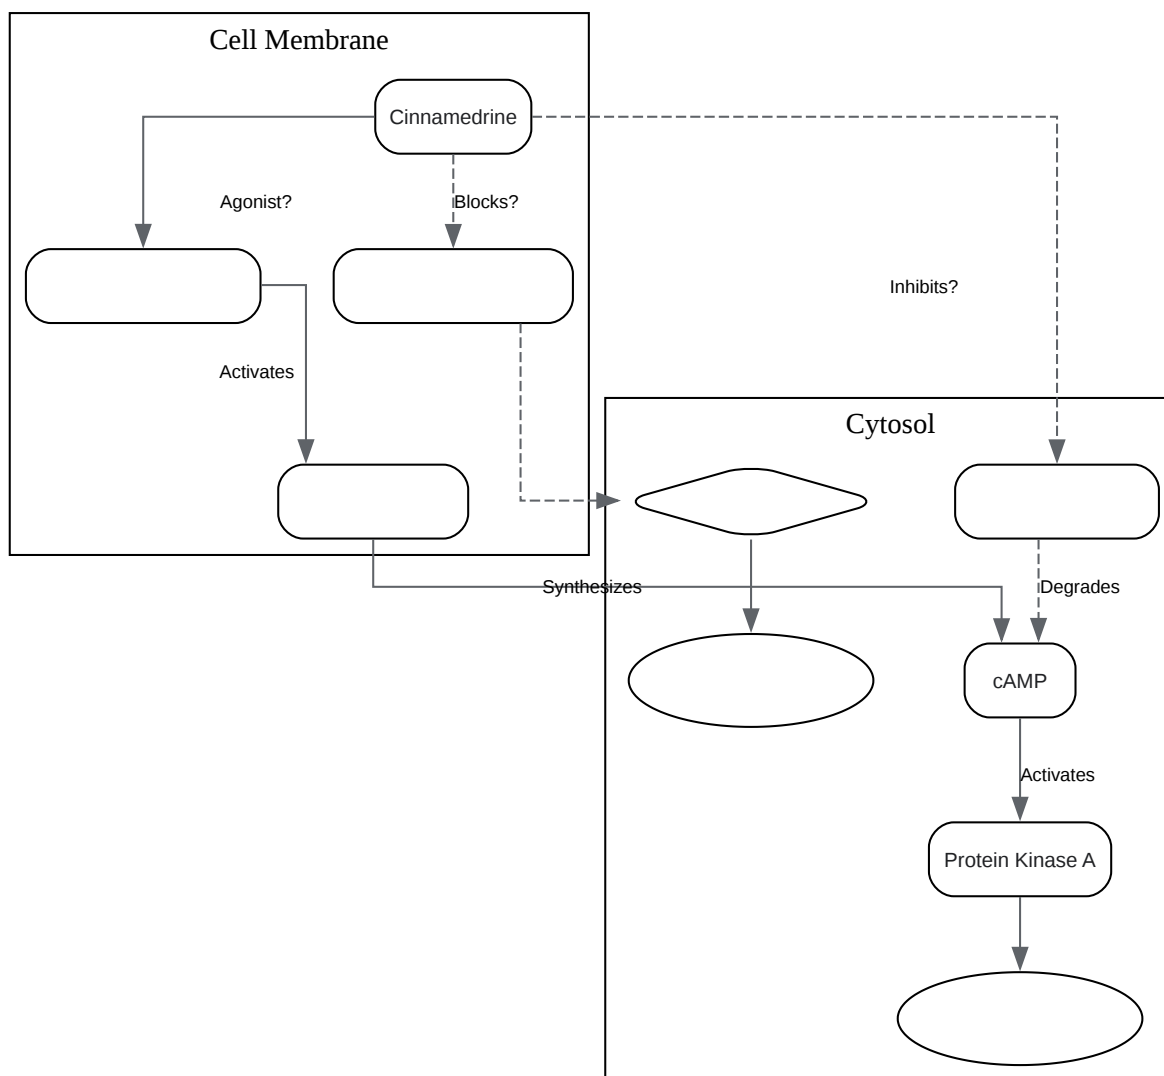 Cell Membrane
Cinnamedrine
Agonist?
Blocks?
Inhibits?
Activates
Cytosol
Synthesizes
Degrades
cAMP
Activates
Protein Kinase A